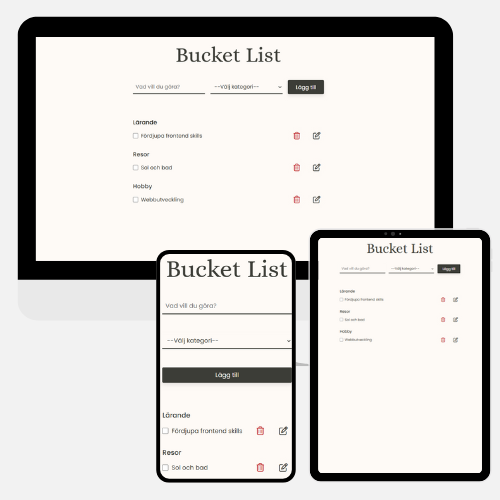 Bucket List
Vad vill du göra? --Välj kategori-- Lägg till
Lärande
Fördjupa frontend skills
Resor
Sol och bad
Hobby
Webbutveckling
Bucket List
Vad vill du göra?
--Välj kategori--
Lägg till
Lärande
Fördjupa frontend skills
Resor
Sol och bad
Bucket List
Vad vill du göra? --Välj kategori-- Lägg till
Lärande
Fördjupa frontend skills
Resor
Sol och bad
Hobby
Webbutveckling